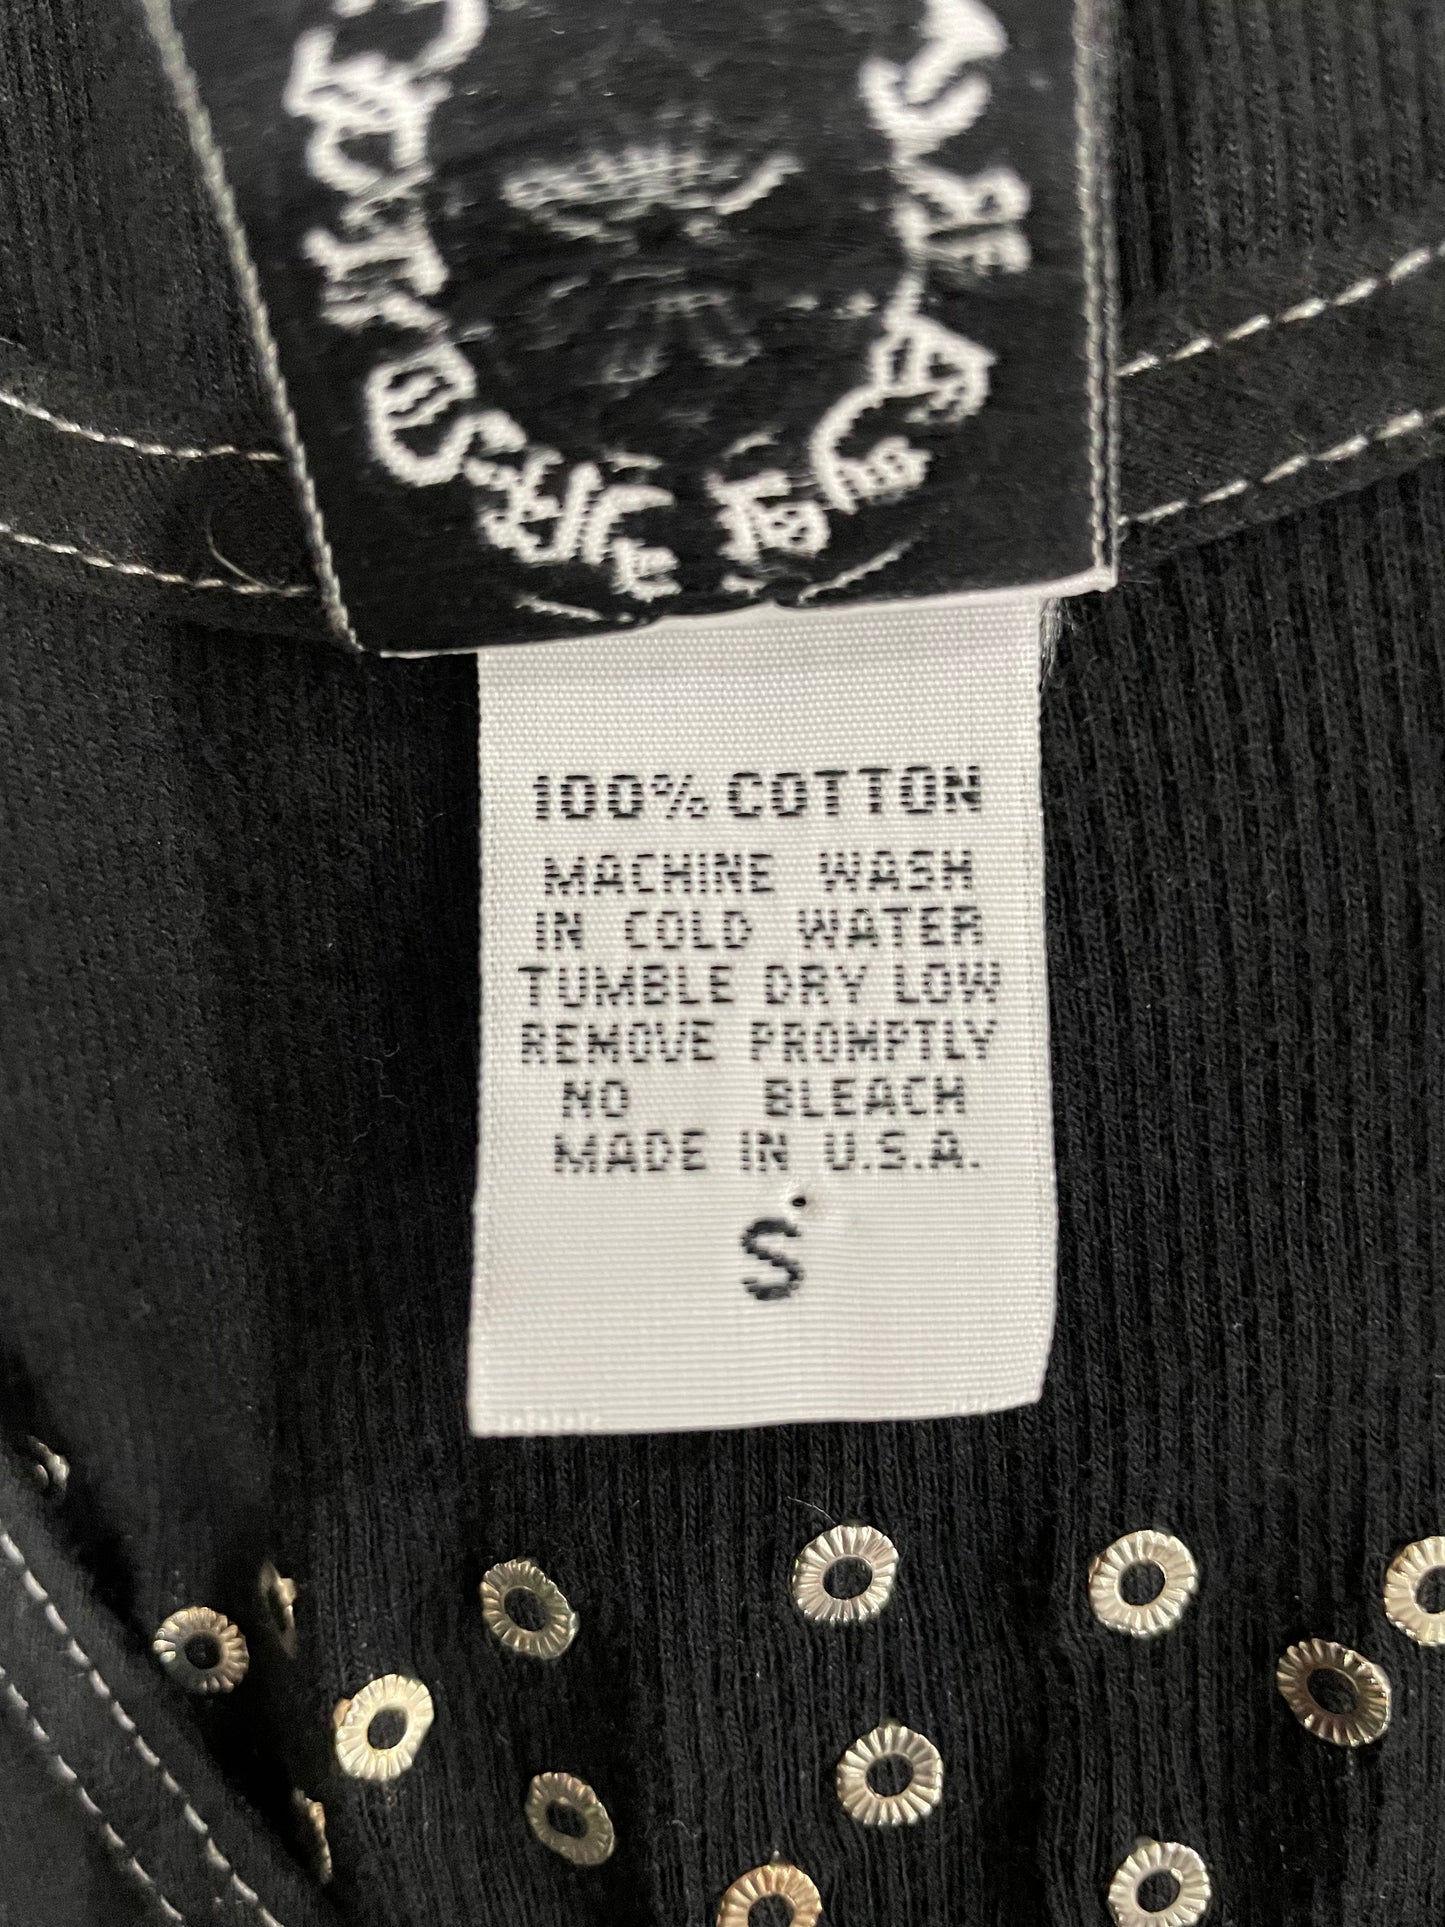 100% COTTON
MACHINE WASH
IN COLD WATER
TUMBLE DRY LOW
REMOVE PROMPTLY
NO BLEACH
MADE IN U.S.A.
S